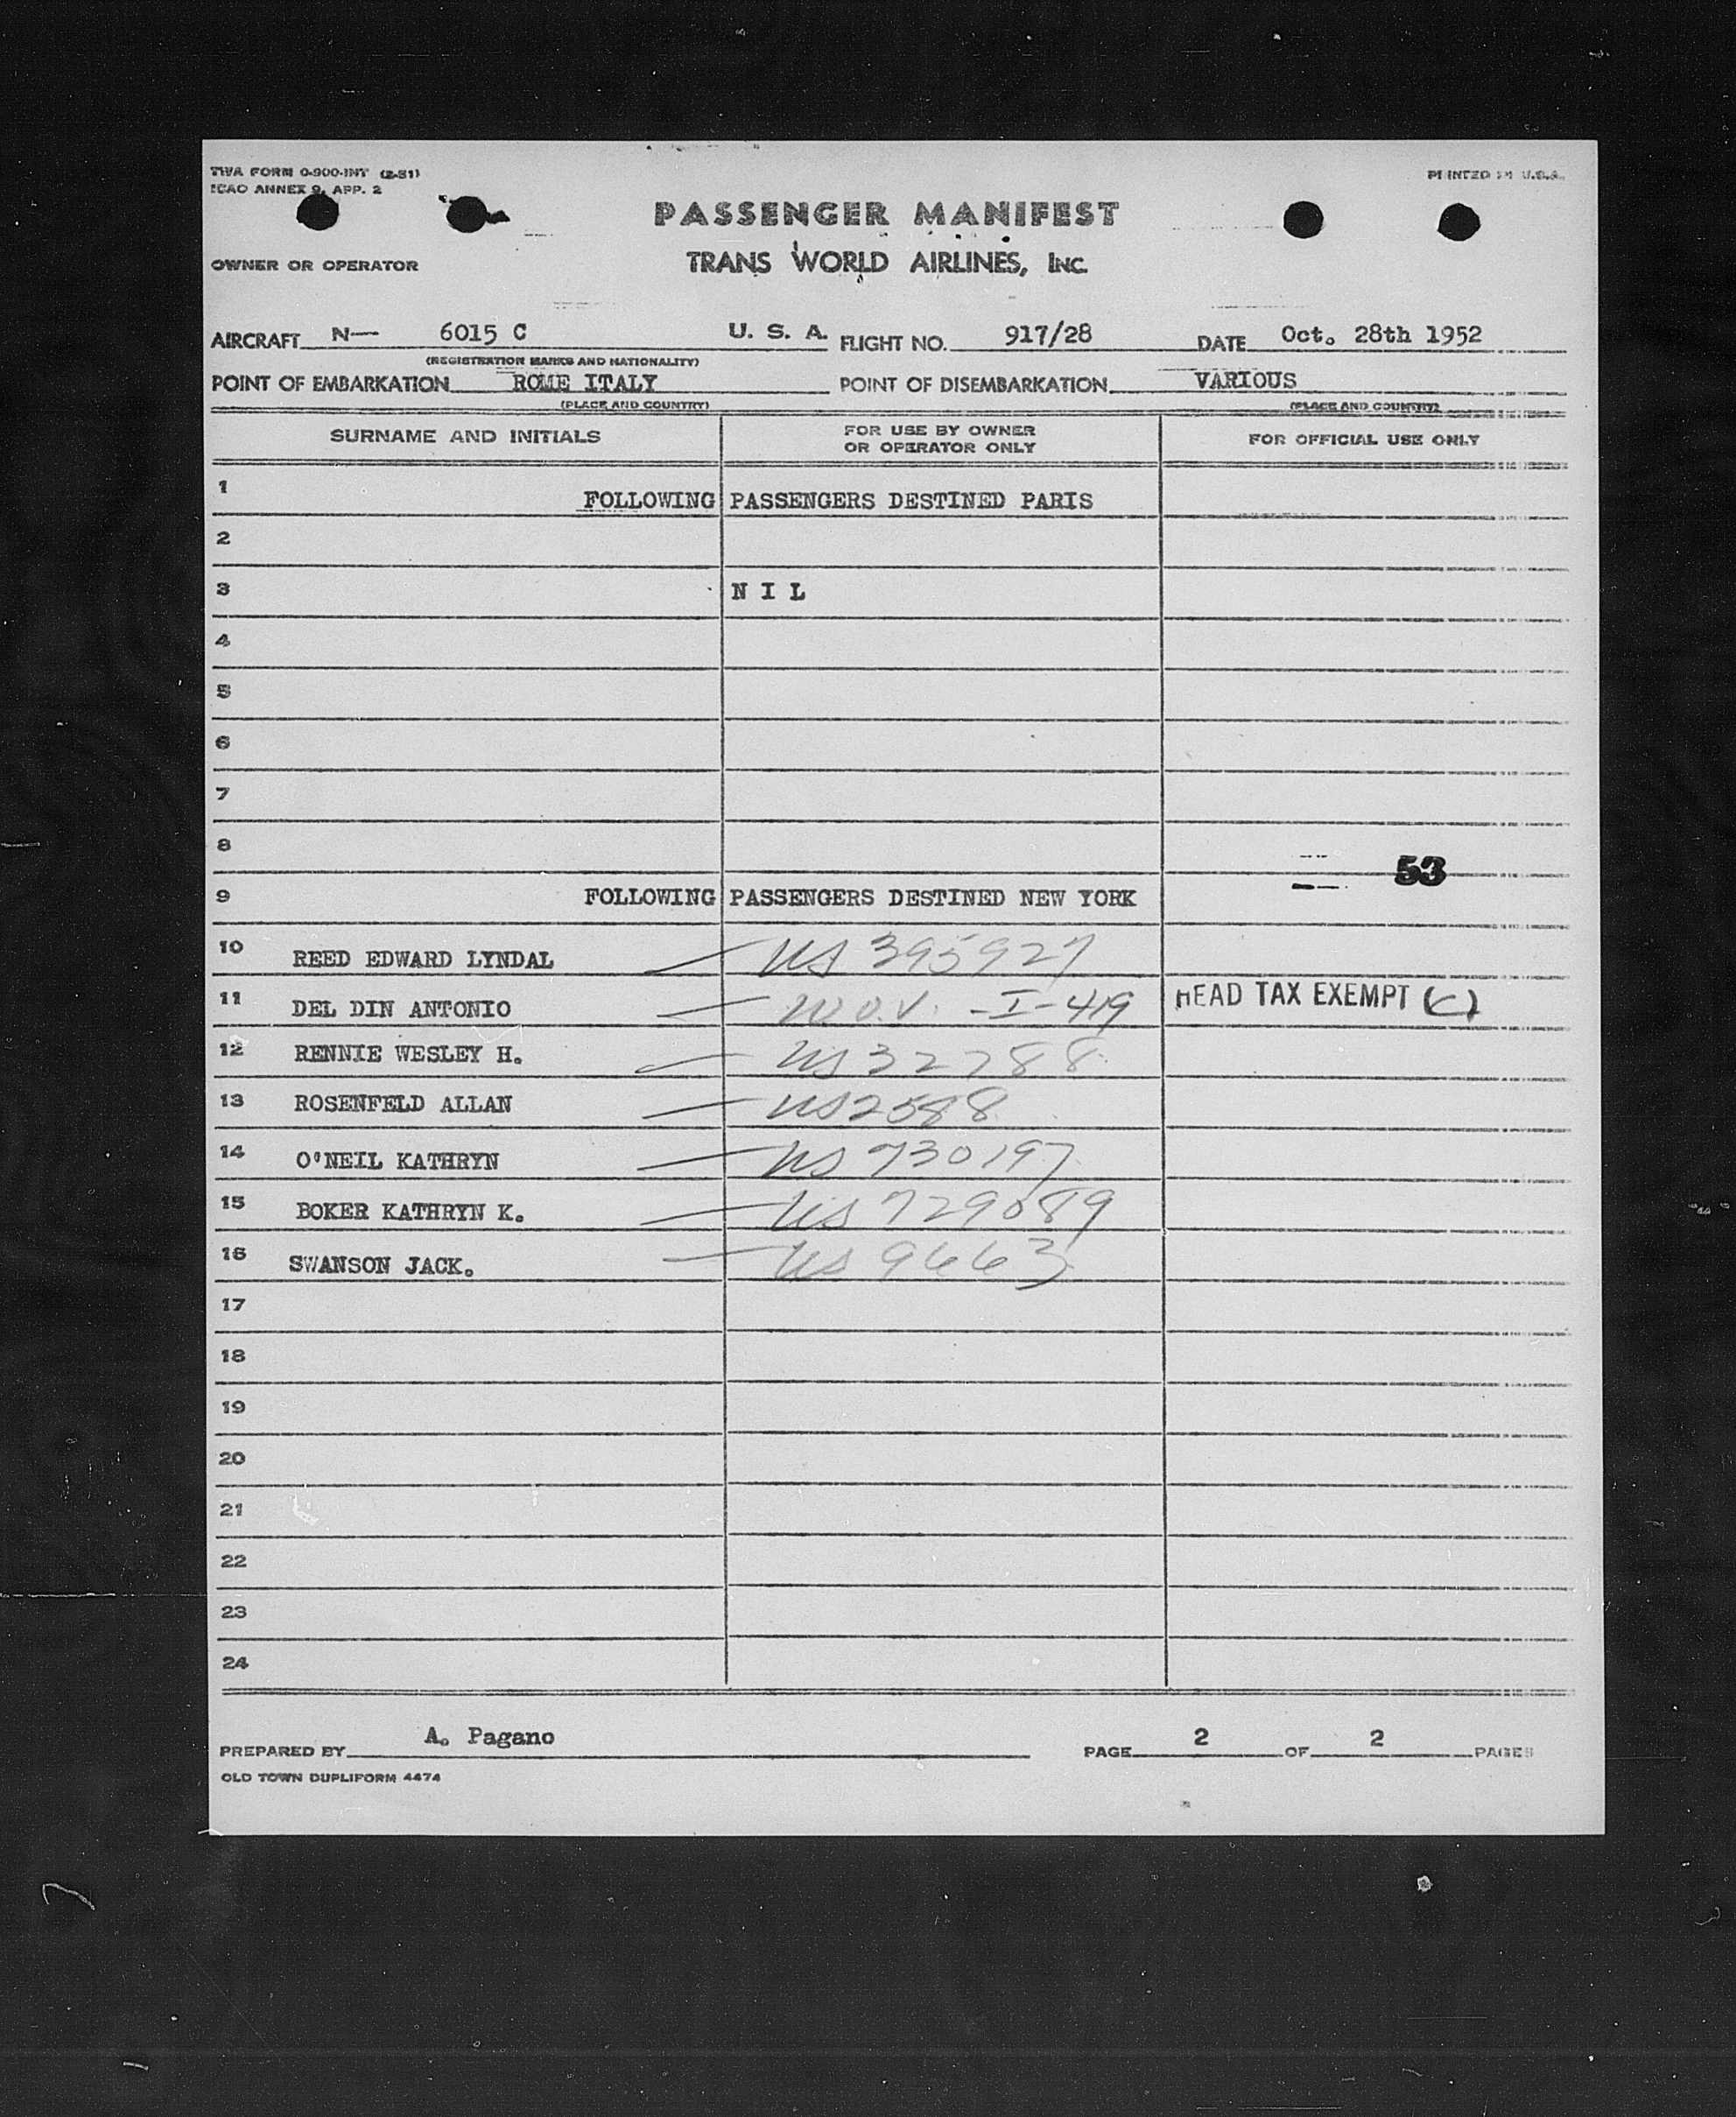 TWA FORM 0-900-INT (2-51)
ICAO ANNEX 9, APP. 2
PRINTED IN U.S.A.
PASSENGER MANIFEST
OWNER OR OPERATOR
TRANS WORLD AIRLINES, INC.
AIRCRAFT N— 6015 C U. S. A. FLIGHT NO. 917/28 DATE Oct. 28th 1952
(REGISTRATION MARKS AND NATIONALITY)
POINT OF EMBARKATION ROME ITALY POINT OF DISEMBARKATION VARIOUS
(PLACE AND COUNTRY) (PLACE AND COUNTRY)
SURNAME AND INITIALS FOR USE BY OWNER OR OPERATOR ONLY FOR OFFICIAL USE ONLY
1 FOLLOWING PASSENGERS DESTINED PARIS
2
3 N I L
4
5
6
7
8
53
9 FOLLOWING PASSENGERS DESTINED NEW YORK
10 REED EDWARD LYNDAL US 395927
11 DEL DIN ANTONIO W.O.V. -I-419 HEAD TAX EXEMPT (C)
12 RENNIE WESLEY H. US 32788
13 ROSENFELD ALLAN US 2588
14 O'NEIL KATHRYN US 730197
15 BOKER KATHRYN K. US 729089
16 SWANSON JACK. US 9663
17
18
19
20
21
22
23
24
PREPARED BY A. Pagano PAGE 2 OF 2 PAGES
OLD TOWN DUPLIFORM 4474